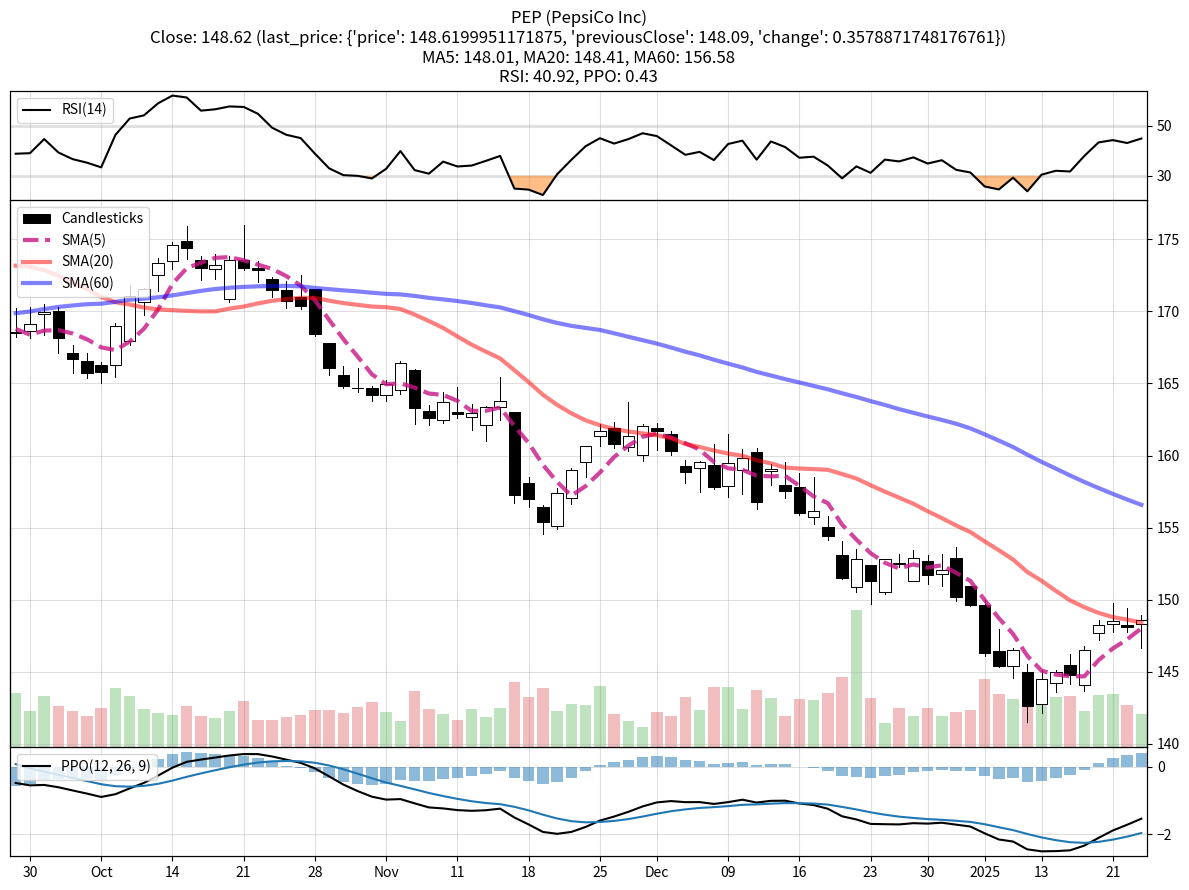 PEP (PepsiCo Inc)
Close: 148.62 (last_price: {'price': 148.6199951171875, 'previousClose': 148.09, 'change': 0.3578871748176761})
MA5: 148.01, MA20: 148.41, MA60: 156.58
RSI: 40.92, PPO: 0.43
RSI(14)
50
30
Candlesticks
SMA(5)
SMA(20)
SMA(60)
175
170
165
160
155
150
145
140
PPO(12, 26, 9)
0
−2
30 Oct 14 21 28 Nov 11 18 25 Dec 09 16 23 30 2025 13 21